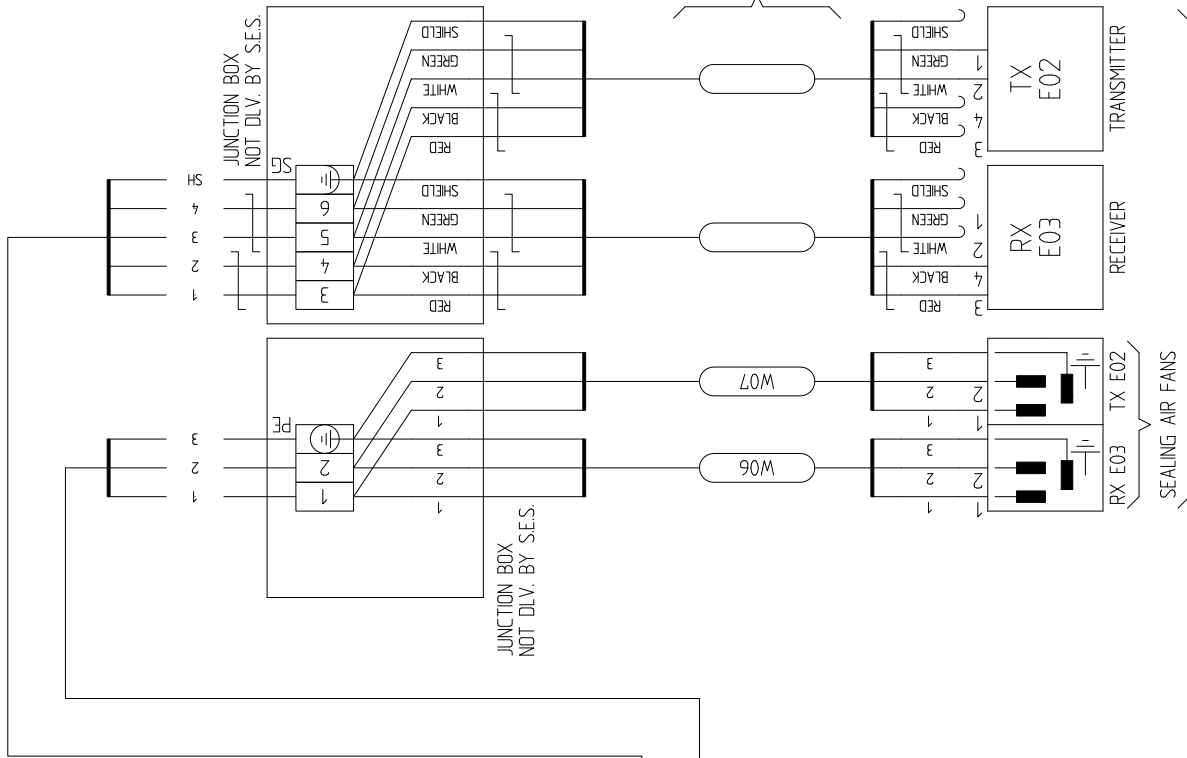 JUNCTION BOX
NOT DLV. BY S.E.S.
SG
SHIELD
GREEN
WHITE
BLACK
RED
SHIELD
GREEN
1
WHITE
2
BLACK
4
RED
3
TX
E02
TRANSMITTER
SH
4
3
2
1
6
5
4
3
SHIELD
GREEN
WHITE
BLACK
RED
SHIELD
GREEN
1
WHITE
2
BLACK
4
RED
3
RX
E03
RECEIVER
3
2
1
W07
3
2
2
1
1
TX E02
PE
3
2
1
2
1
3
2
1
W06
3
2
2
1
1
RX E03
SEALING AIR FANS
JUNCTION BOX
NOT DLV. BY S.E.S.